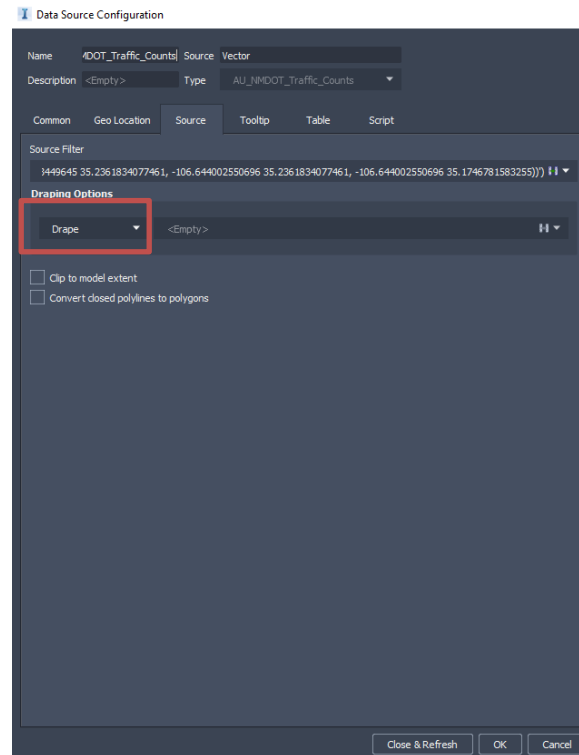 Data Source Configuration
Name MDOT_Traffic_Counts Source Vector
Description <Empty> Type AU_NMDOT_Traffic_Counts
Common Geo Location Source Tooltip Table Script
Source Filter
3449645 35.2361834077461, -106.644002550696 35.2361834077461, -106.644002550696 35.1746781583255))')
Draping Options
Drape <Empty>
Clip to model extent
Convert closed polylines to polygons
Close & Refresh OK Cancel